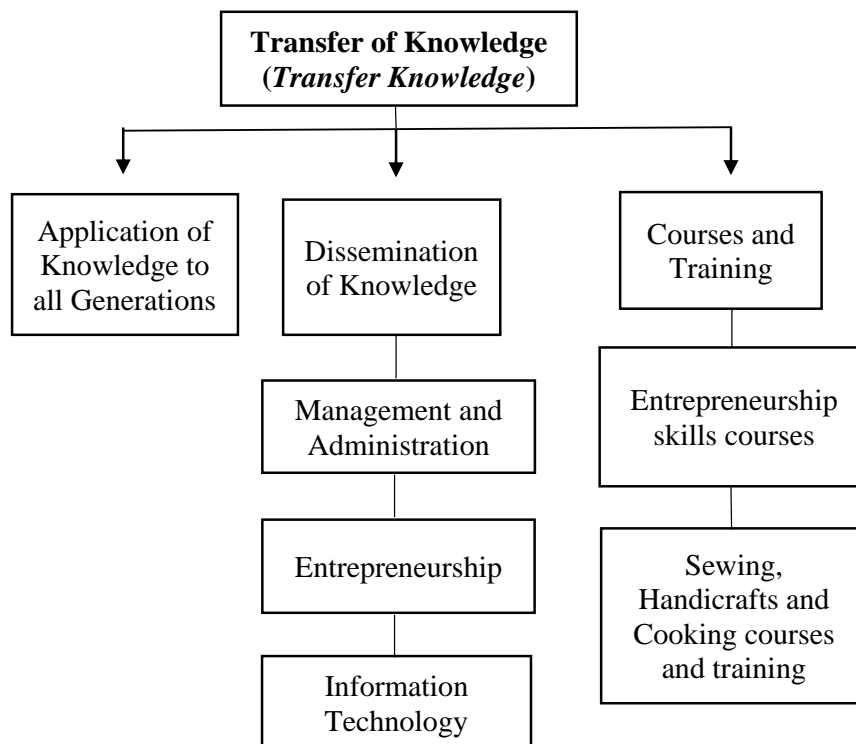 Transfer of Knowledge
(Transfer Knowledge)
Application of
Knowledge to
all Generations
Dissemination
of Knowledge
Management and
Administration
Entrepreneurship
Information
Technology
Courses and
Training
Entrepreneurship
skills courses
Sewing,
Handicrafts and
Cooking courses
and training